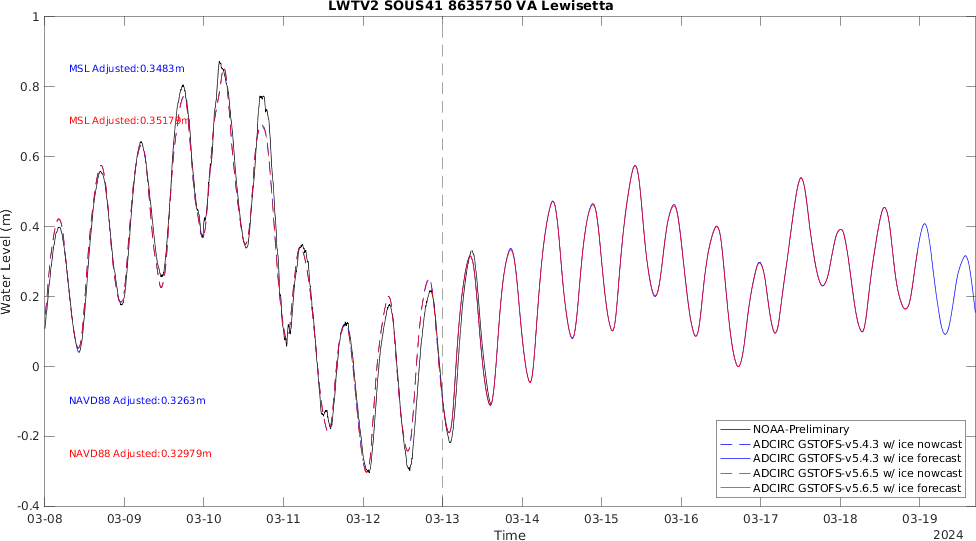 LWTV2 SOUS41 8635750 VA Lewisetta
1
0.8
0.6
0.4
0.2
0
-0.2
-0.4
Water Level (m)
MSL Adjusted:0.3483m
MSL Adjusted:0.35179m
NAVD88 Adjusted:0.3263m
NAVD88 Adjusted:0.32979m
NOAA-Preliminary
ADCIRC GSTOFS-v5.4.3 w/ ice nowcast
ADCIRC GSTOFS-v5.4.3 w/ ice forecast
ADCIRC GSTOFS-v5.6.5 w/ ice nowcast
ADCIRC GSTOFS-v5.6.5 w/ ice forecast
03-08 03-09 03-10 03-11 03-12 03-13 03-14 03-15 03-16 03-17 03-18 03-19
Time
2024